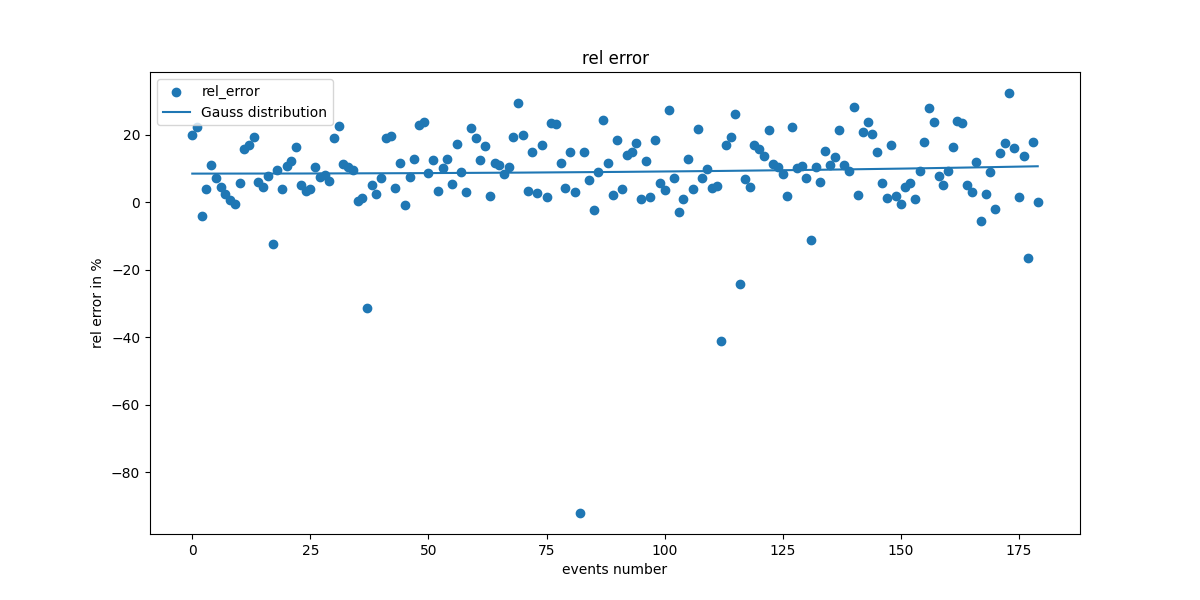 rel error
rel_error
Gauss distribution
rel error in %
20
0
−20
−40
−60
−80
0 25 50 75 100 125 150 175
events number